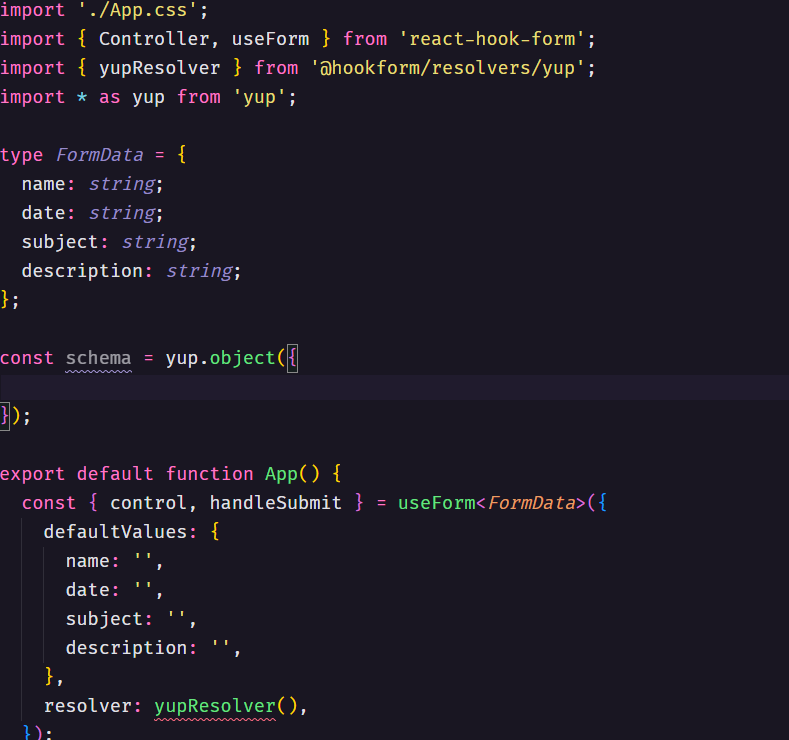 import './App.css';
import { Controller, useForm } from 'react-hook-form';
import { yupResolver } from '@hookform/resolvers/yup';
import * as yup from 'yup';
type FormData = {
  name: string;
  date: string;
  subject: string;
  description: string;
};
const schema = yup.object({
});
export default function App() {
  const { control, handleSubmit } = useForm<FormData>({
    defaultValues: {
      name: '',
      date: '',
      subject: '',
      description: '',
    },
    resolver: yupResolver(),
  });